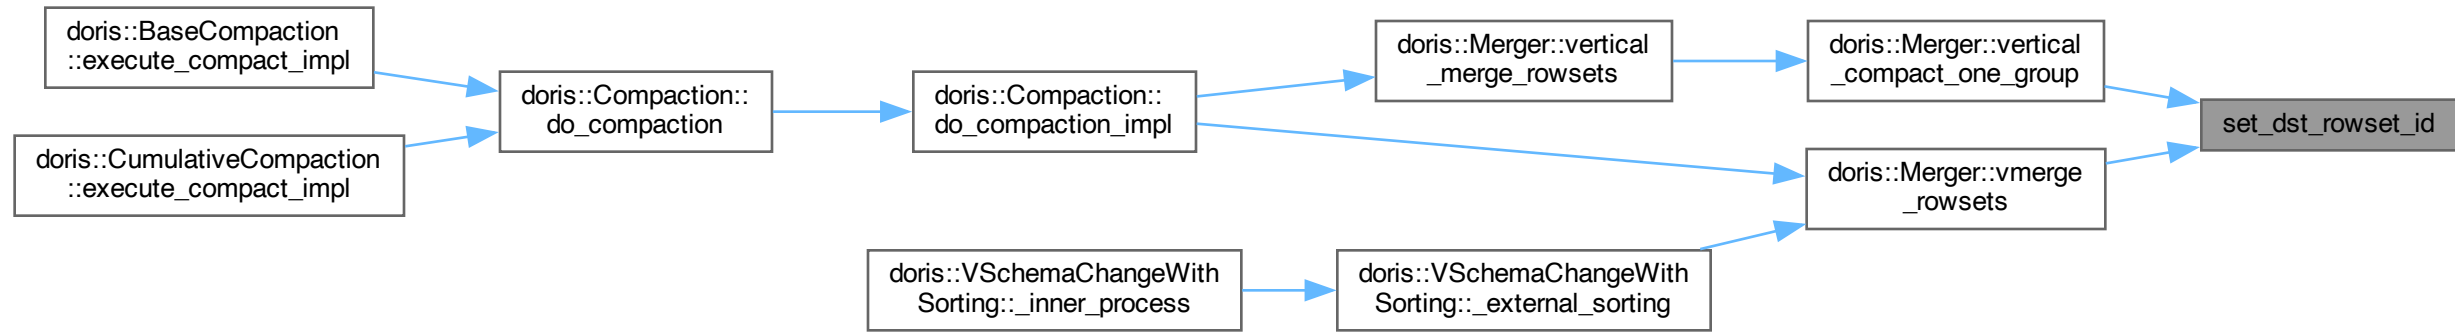 doris::BaseCompaction
::execute_compact_impl
doris::CumulativeCompaction
::execute_compact_impl
doris::Compaction::
do_compaction
doris::Compaction::
do_compaction_impl
doris::Merger::vertical
_merge_rowsets
doris::Merger::vertical
_compact_one_group
set_dst_rowset_id
doris::Merger::vmerge
_rowsets
doris::VSchemaChangeWith
Sorting::_inner_process
doris::VSchemaChangeWith
Sorting::_external_sorting